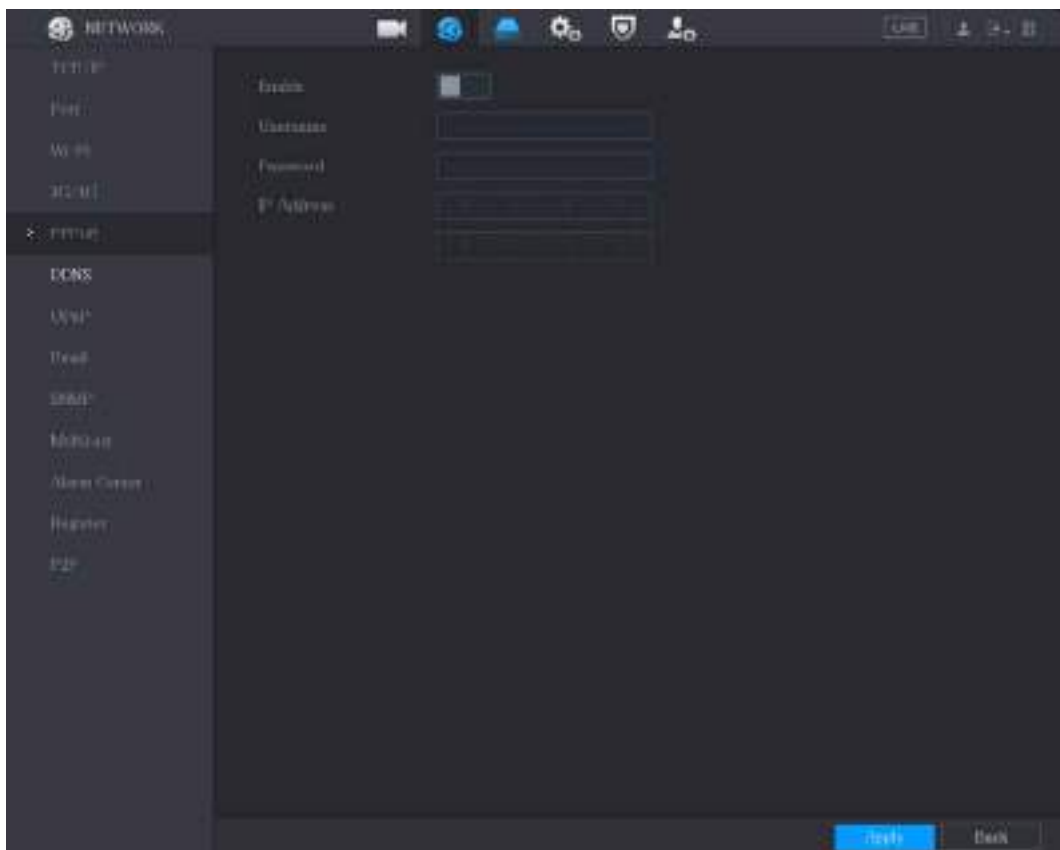 NETWORK
LIVE
TCP/IP
Port
Wi-Fi
3G/4G
PPPoE
DDNS
UPnP
Email
SNMP
Multicast
Alarm Center
Register
P2P
Enable
Username
Password
IP Address
Apply
Back